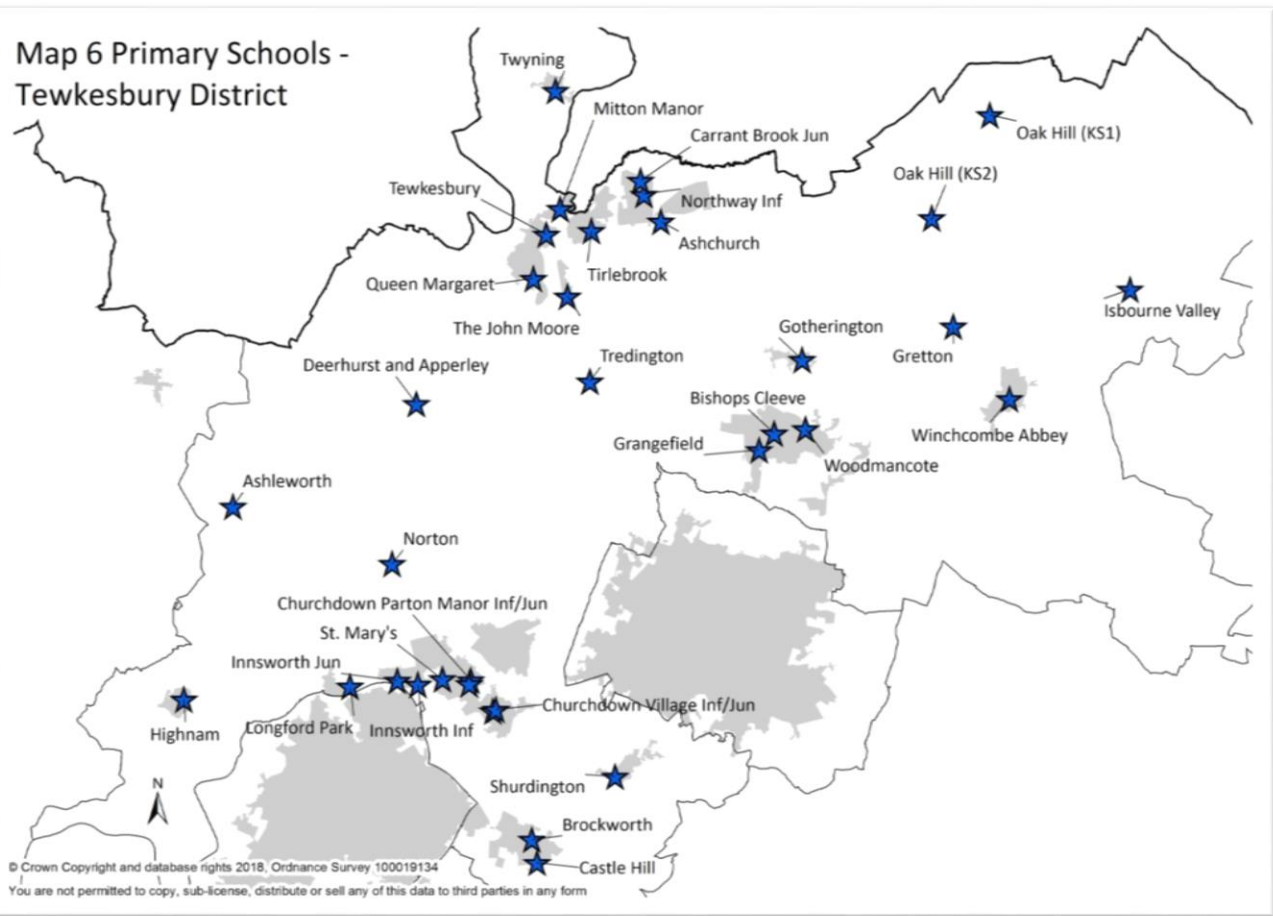 Map 6 Primary Schools -
Tewkesbury District
Twyning
Mitton Manor
Carrant Brook Jun
Oak Hill (KS1)
Oak Hill (KS2)
Tewkesbury
Northway Inf
Ashchurch
Tirlebrook
Queen Margaret
The John Moore
Isbourne Valley
Gotherington
Gretton
Tredington
Deerhurst and Apperley
Bishops Cleeve
Winchcombe Abbey
Grangefield
Woodmancote
Ashleworth
Norton
Churchdown Parton Manor Inf/Jun
St. Mary's
Innsworth Jun
Churchdown Village Inf/Jun
Longford Park
Innsworth Inf
Highnam
N
Shurdington
Brockworth
Castle Hill
© Crown Copyright and database rights 2018, Ordnance Survey 100019134
You are not permitted to copy, sub-license, distribute or sell any of this data to third parties in any form